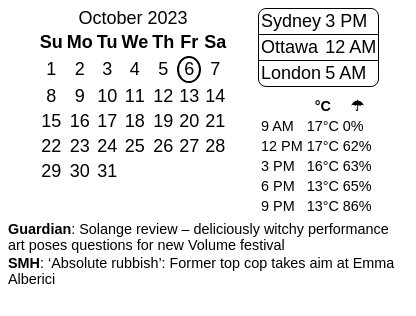 October 2023
Su Mo Tu We Th Fr Sa
1 2 3 4 5 6 7
8 9 10 11 12 13 14
15 16 17 18 19 20 21
22 23 24 25 26 27 28
29 30 31
Sydney 3 PM
Ottawa 12 AM
London 5 AM
°C ☂
9 AM 17°C 0%
12 PM 17°C 62%
3 PM 16°C 63%
6 PM 13°C 65%
9 PM 13°C 86%
Guardian: Solange review – deliciously witchy performance
art poses questions for new Volume festival
SMH: ‘Absolute rubbish’: Former top cop takes aim at Emma
Alberici